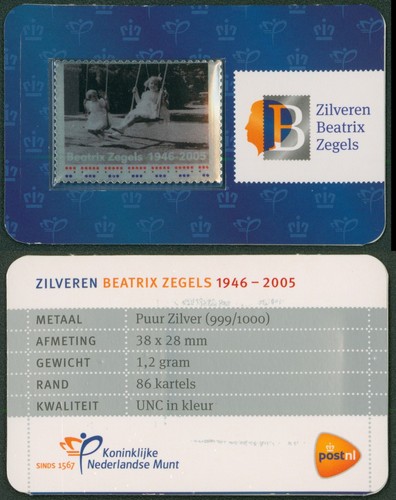 Beatrix Zegels 1946-2005
B
Zilveren
Beatrix
Zegels
ZILVEREN BEATRIX ZEGELS 1946 – 2005
METAAL Puur Zilver (999/1000)
AFMETING 38 x 28 mm
GEWICHT 1,2 gram
RAND 86 kartels
KWALITEIT UNC in kleur
SINDS 1567
Koninklijke
Nederlandse Munt
postnl